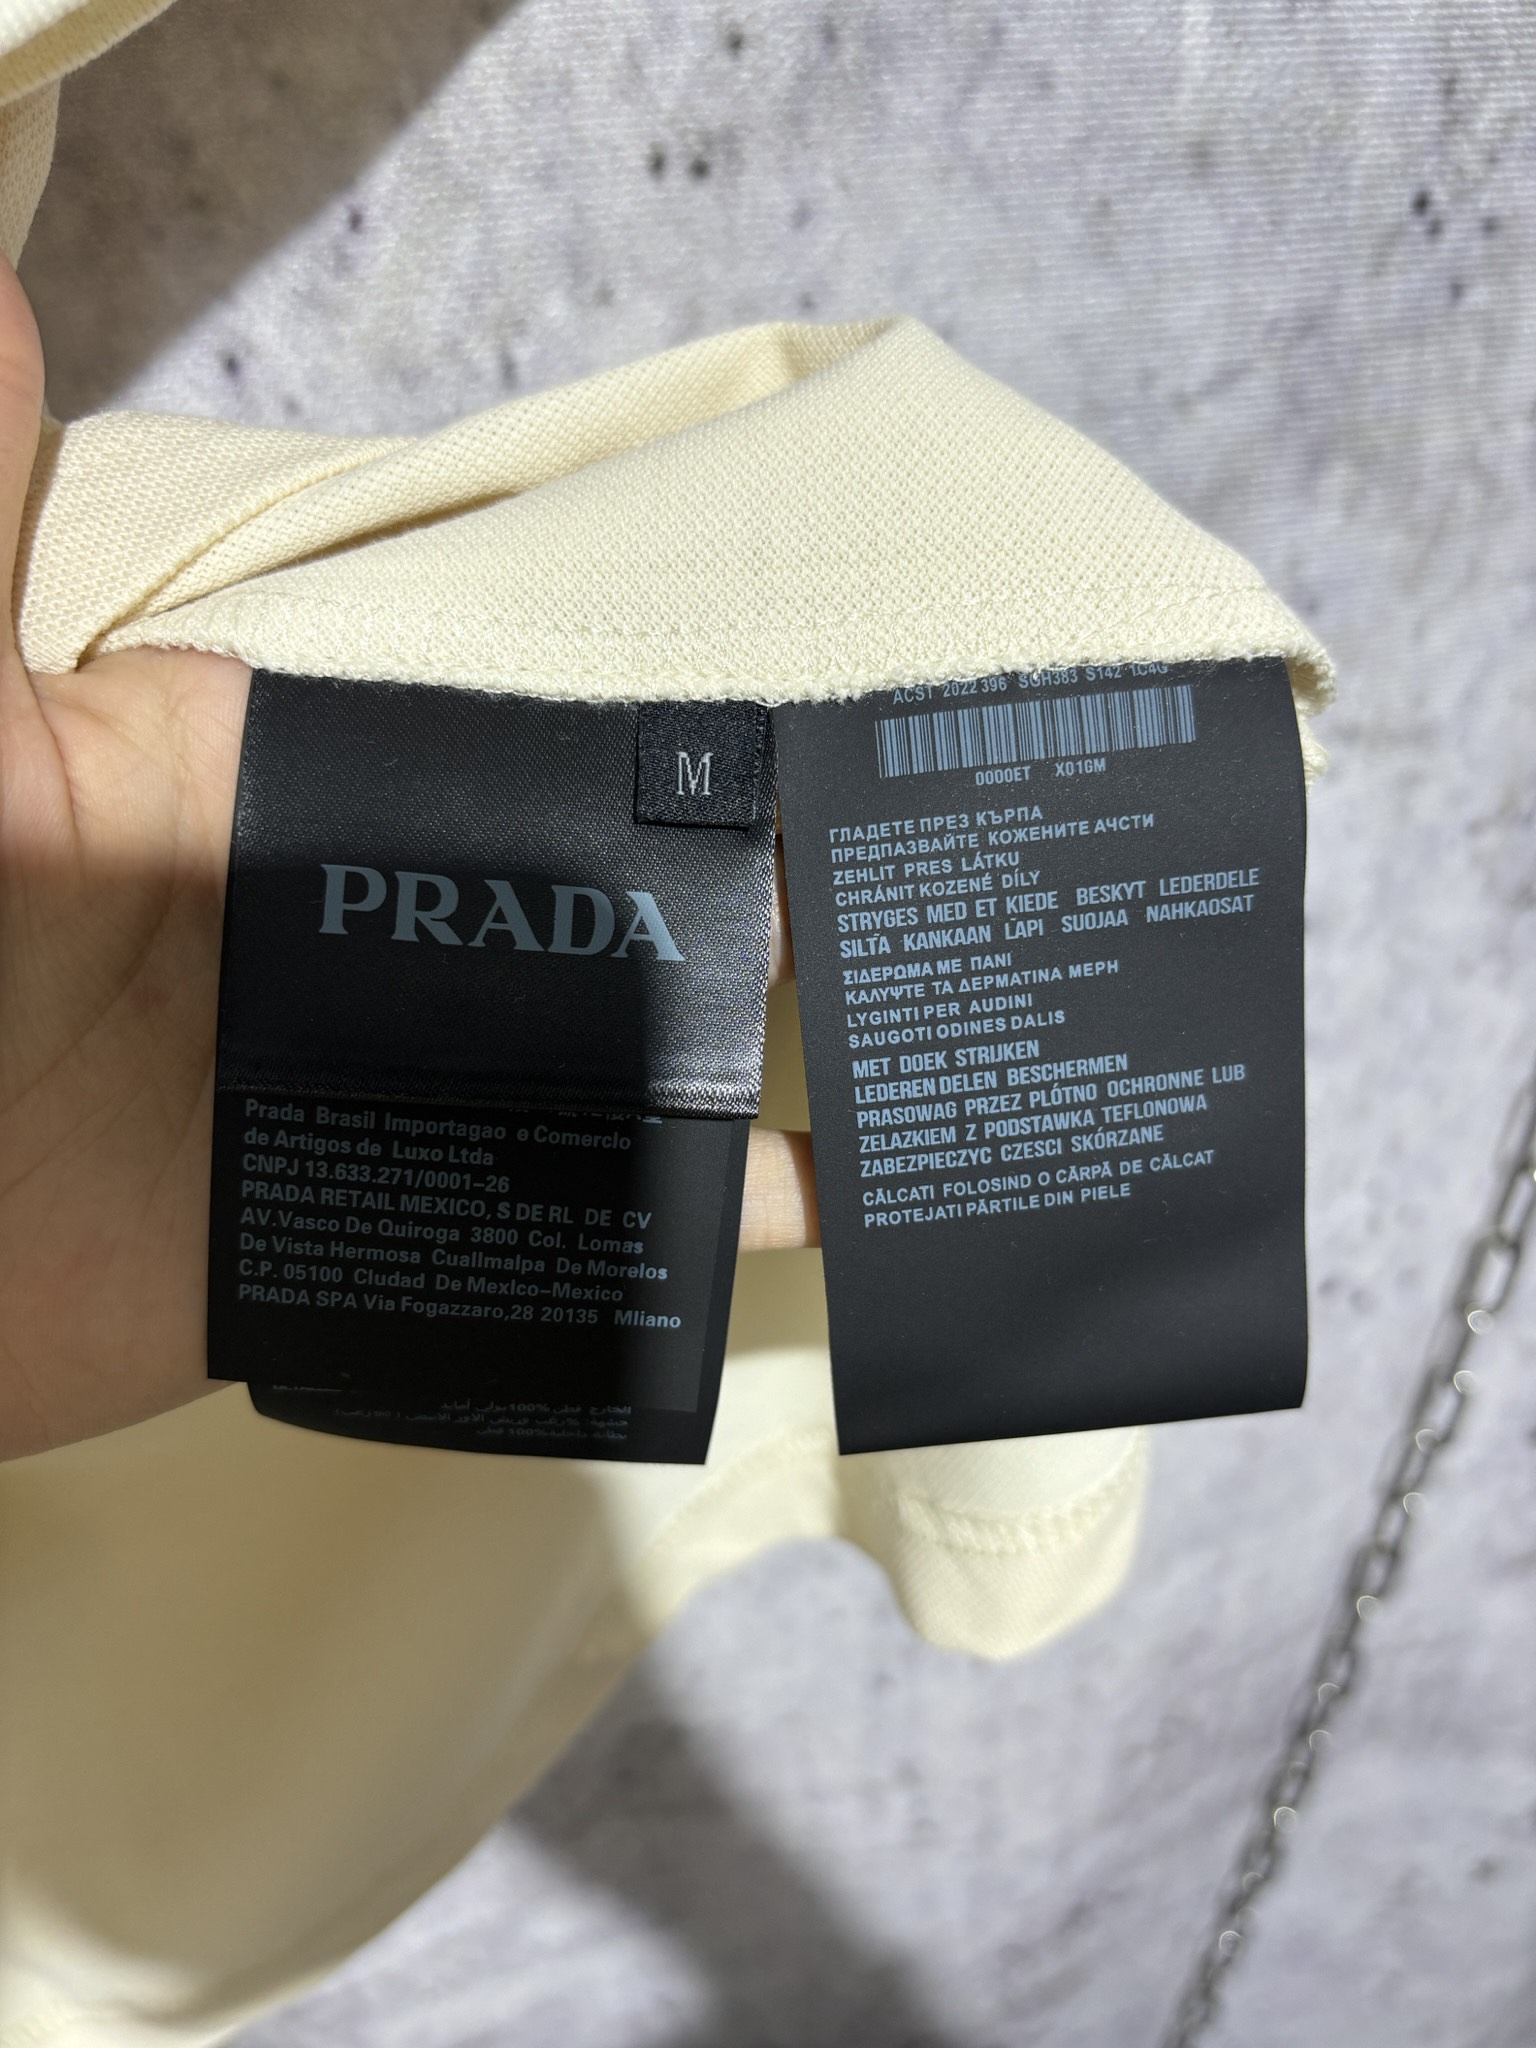 M
PRADA
Prada Brasil Importagao e Comerclo
de Artigos de Luxo Ltda
CNPJ 13.633.271/0001-26
PRADA RETAIL MEXICO, S DE RL DE CV
AV.Vasco De Quiroga 3800 Col. Lomas
De Vista Hermosa Cuallmalpa De Morelos
C.P. 05100 Cludad De Mexlco-Mexico
PRADA SPA Via Fogazzaro,28 20135 Mliano
ACST 2022 396 SGH383 S142 1C4G
0000ET X01GM
ГЛАДЕТЕ ПРЕЗ КЪРПА
ПРЕДПАЗВАЙТЕ КОЖЕНИТЕ АЧСТИ
ZEHLIT PRES LÁTKU
CHRÁNIT KOZENÉ DÍLY
STRYGES MED ET KIEDE BESKYT LEDERDELE
SILTÄ KANKAAN LÄPI SUOJAA NAHKAOSAT
ΣΙΔΕΡΩΜΑ ΜΕ ΠΑΝΙ
ΚΑΛΥΨΤΕ ΤΑ ΔΕΡΜΑΤΙΝΑ ΜΕΡΗ
LYGINTI PER AUDINI
SAUGOTI ODINES DALIS
MET DOEK STRIJKEN
LEDEREN DELEN BESCHERMEN
PRASOWAG PRZEZ PLÓTNO OCHRONNE LUB
ZELAZKIEM Z PODSTAWKA TEFLONOWA
ZABEZPIECZYC CZESCI SKÓRZANE
CĂLCATI FOLOSIND O CĂRPĂ DE CĂLCAT
PROTEJATI PĂRTILE DIN PIELE